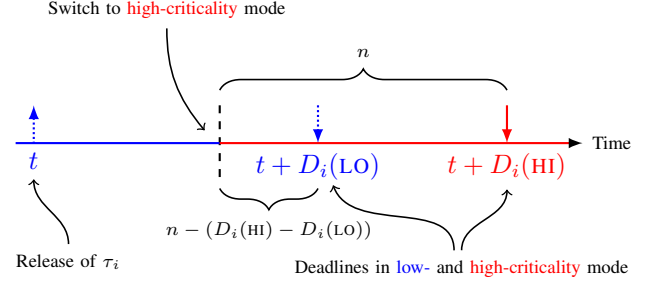 Switch to high-criticality mode
n
Time
t
t + D_i(LO)
t + D_i(HI)
n − (D_i(HI) − D_i(LO))
Release of τ_i
Deadlines in low- and high-criticality mode